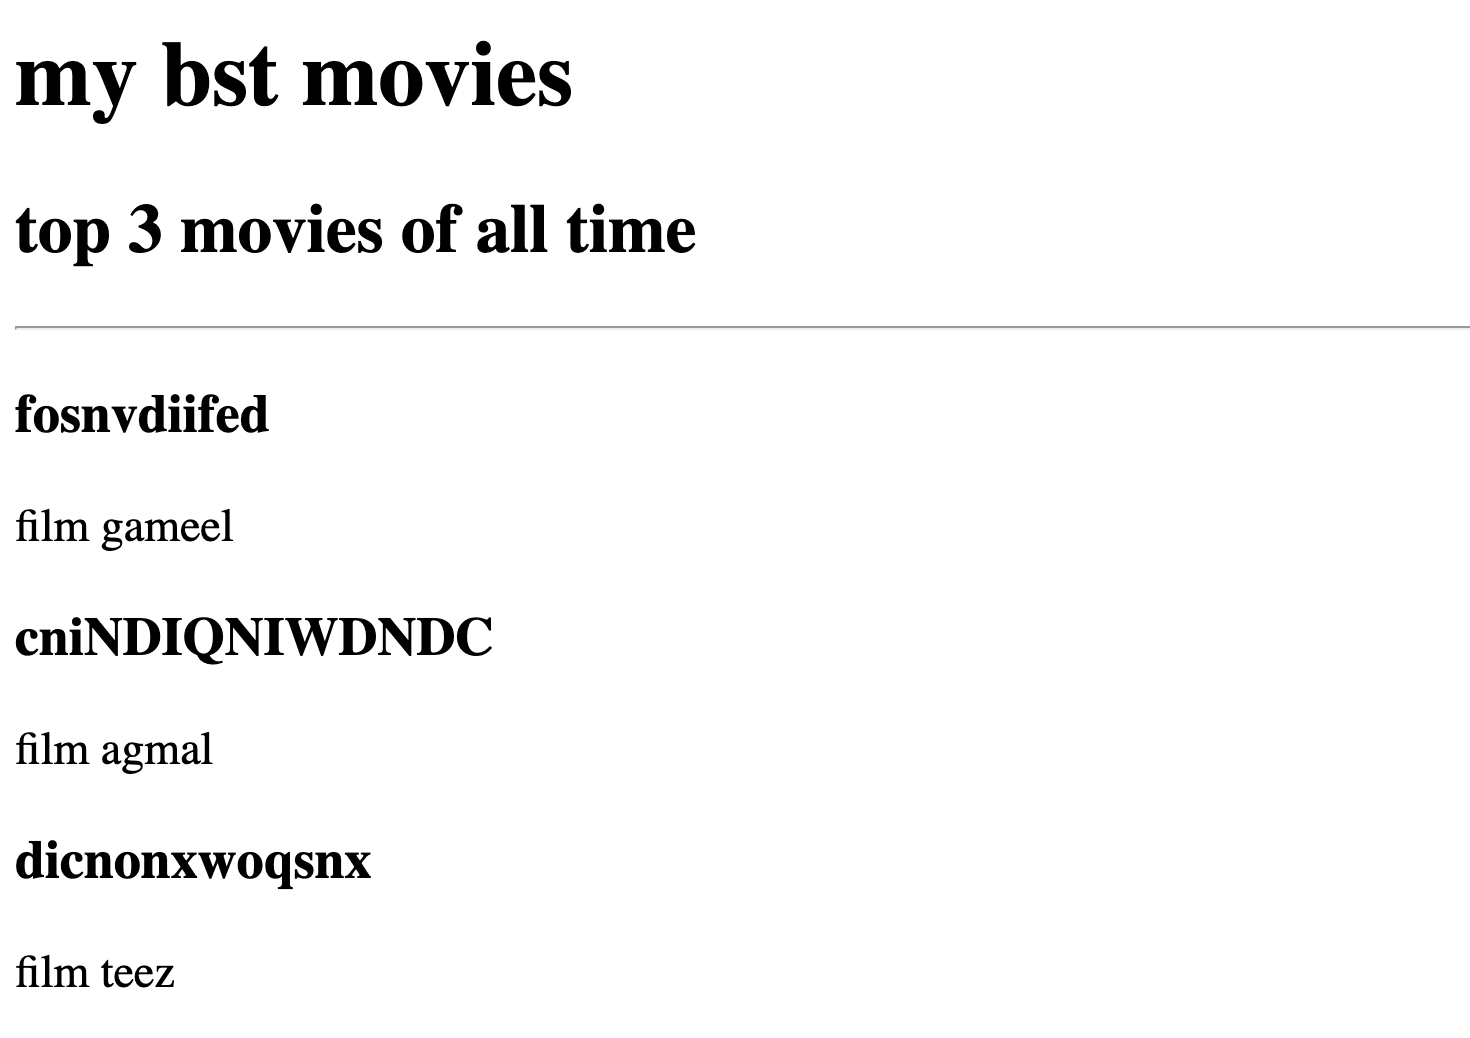 my bst movies
top 3 movies of all time
fosnvdiifed
film gameel
cniNDIQNIWDNDC
film agmal
dicnonxwoqsnx
film teez